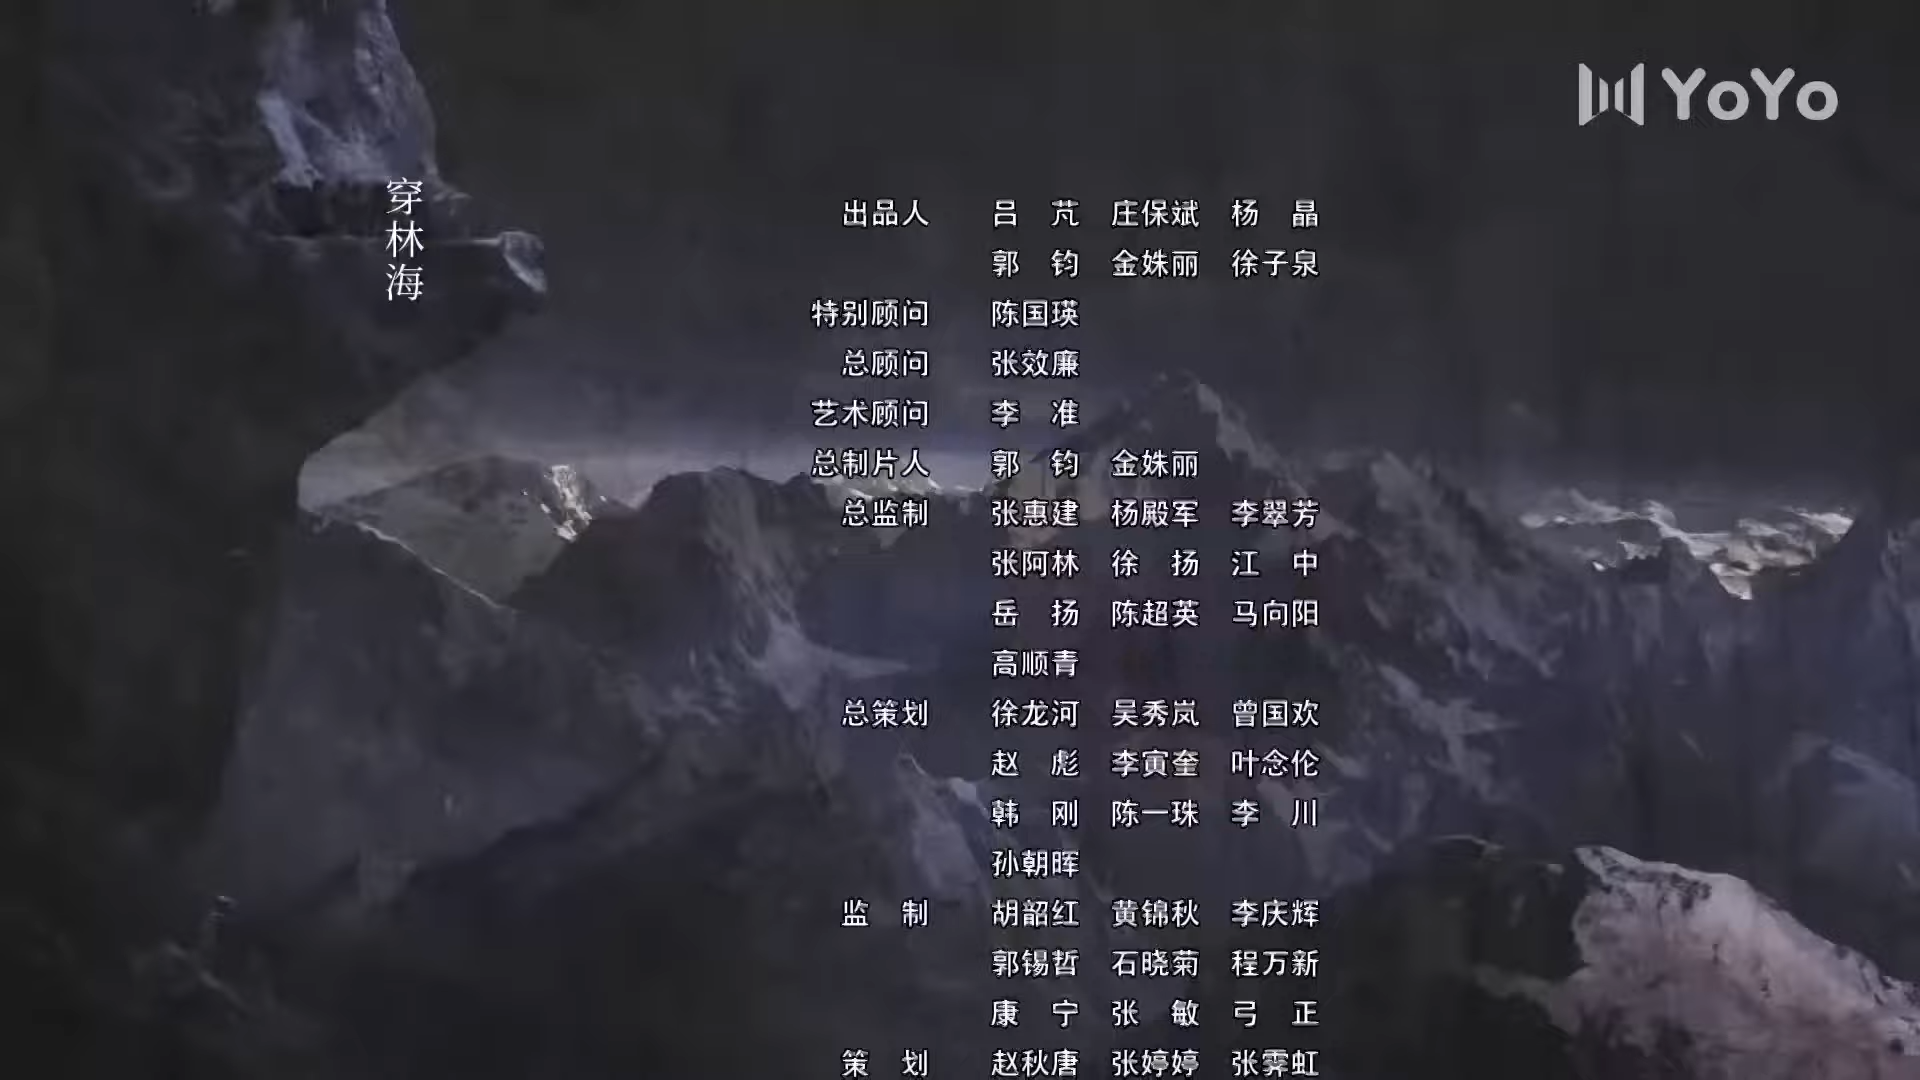 YoYo
穿林海
出品人 吕 芃 庄保斌 杨 晶
郭 钧 金姝丽 徐子泉
特别顾问 陈国瑛
总顾问 张效廉
艺术顾问 李 准
总制片人 郭 钧 金姝丽
总监制 张惠建 杨殿军 李翠芳
张阿林 徐 扬 江 中
岳 扬 陈超英 马向阳
高顺青
总策划 徐龙河 吴秀岚 曾国欢
赵 彪 李寅奎 叶念伦
韩 刚 陈一珠 李 川
孙朝晖
监 制 胡韶红 黄锦秋 李庆辉
郭锡哲 石晓菊 程万新
康 宁 张 敏 弓 正
策 划 赵秋唐 张婷婷 张霁虹